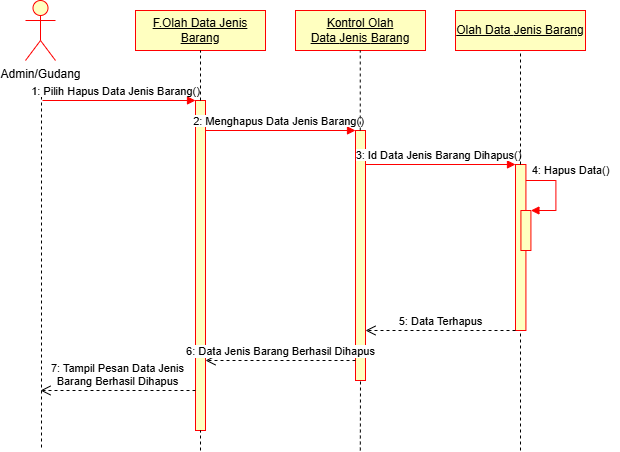 F.Olah Data Jenis
Barang
Kontrol Olah
Data Jenis Barang
Olah Data Jenis Barang
Admin/Gudang
1: Pilih Hapus Data Jenis Barang()
2: Menghapus Data Jenis Barang()
3: Id Data Jenis Barang Dihapus()
4: Hapus Data()
5: Data Terhapus
6: Data Jenis Barang Berhasil Dihapus
7: Tampil Pesan Data Jenis
Barang Berhasil Dihapus